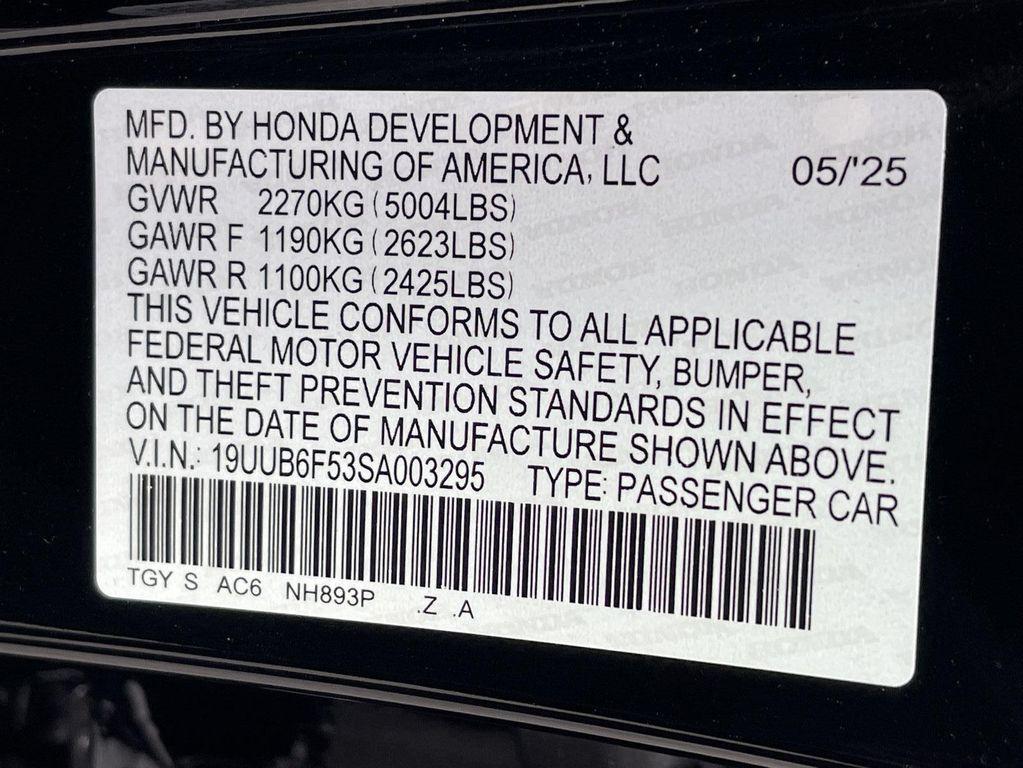 MFD. BY HONDA DEVELOPMENT &
MANUFACTURING OF AMERICA, LLC 05/'25
GVWR 2270KG (5004LBS)
GAWR F 1190KG (2623LBS)
GAWR R 1100KG (2425LBS)
THIS VEHICLE CONFORMS TO ALL APPLICABLE
FEDERAL MOTOR VEHICLE SAFETY, BUMPER,
AND THEFT PREVENTION STANDARDS IN EFFECT
ON THE DATE OF MANUFACTURE SHOWN ABOVE.
V.I.N.: 19UUB6F53SA003295 TYPE: PASSENGER CAR
TGY S AC6 NH893P .Z .A